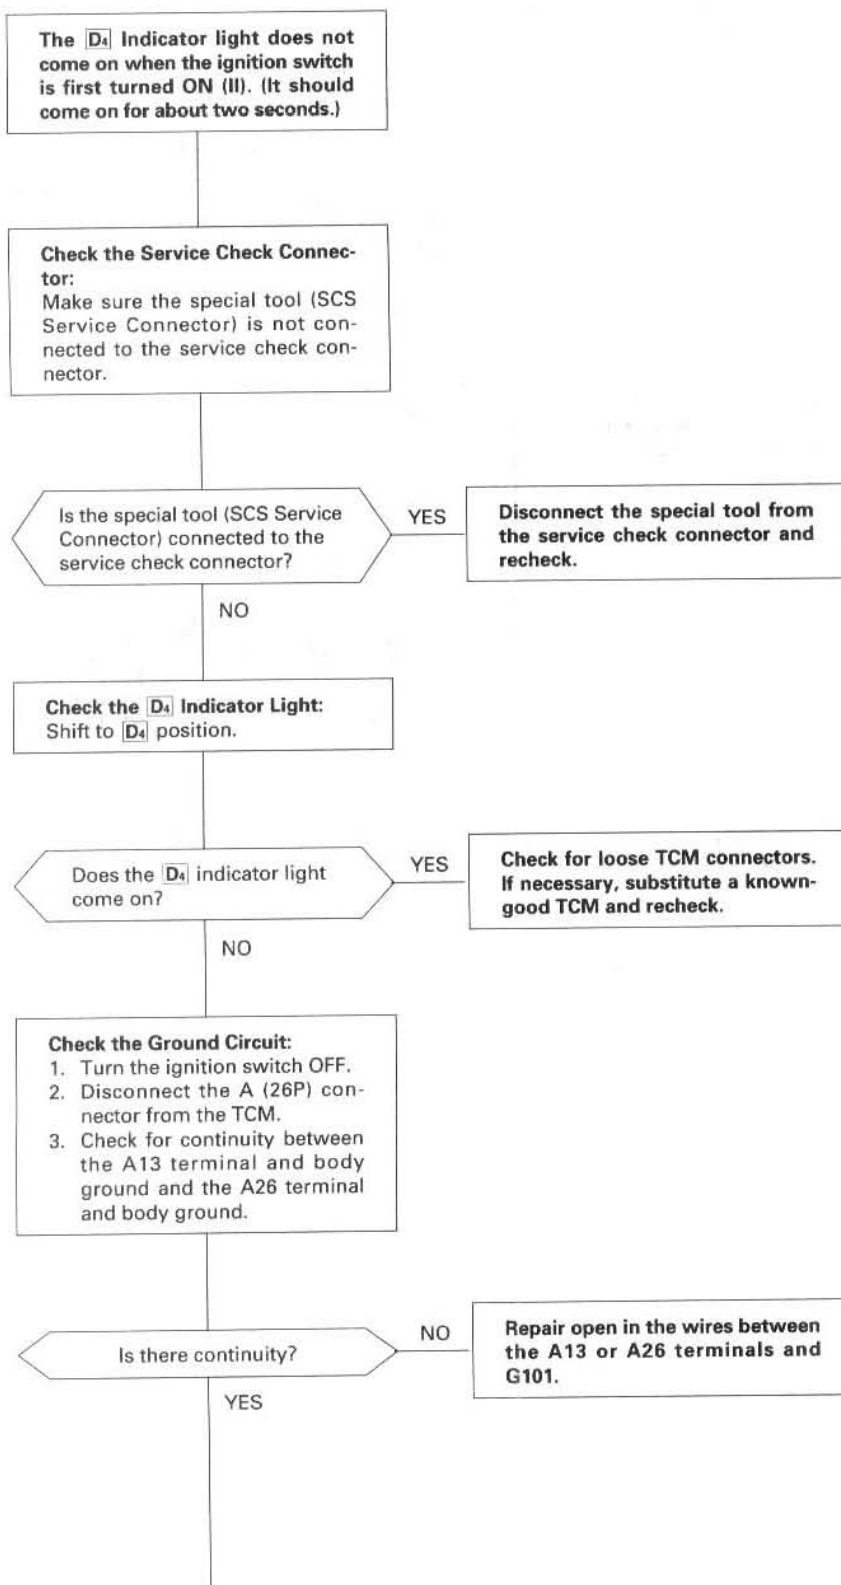 The D4 Indicator light does not
come on when the ignition switch
is first turned ON (II). (It should
come on for about two seconds.)
Check the Service Check Connec-
tor:
Make sure the special tool (SCS
Service Connector) is not con-
nected to the service check con-
nector.
Is the special tool (SCS Service
Connector) connected to the
service check connector?
YES
Disconnect the special tool from
the service check connector and
recheck.
NO
Check the D4 Indicator Light:
Shift to D4 position.
Does the D4 indicator light
come on?
YES
Check for loose TCM connectors.
If necessary, substitute a known-
good TCM and recheck.
NO
Check the Ground Circuit:
1. Turn the ignition switch OFF.
2. Disconnect the A (26P) con-
nector from the TCM.
3. Check for continuity between
the A13 terminal and body
ground and the A26 terminal
and body ground.
Is there continuity?
NO
Repair open in the wires between
the A13 or A26 terminals and
G101.
YES